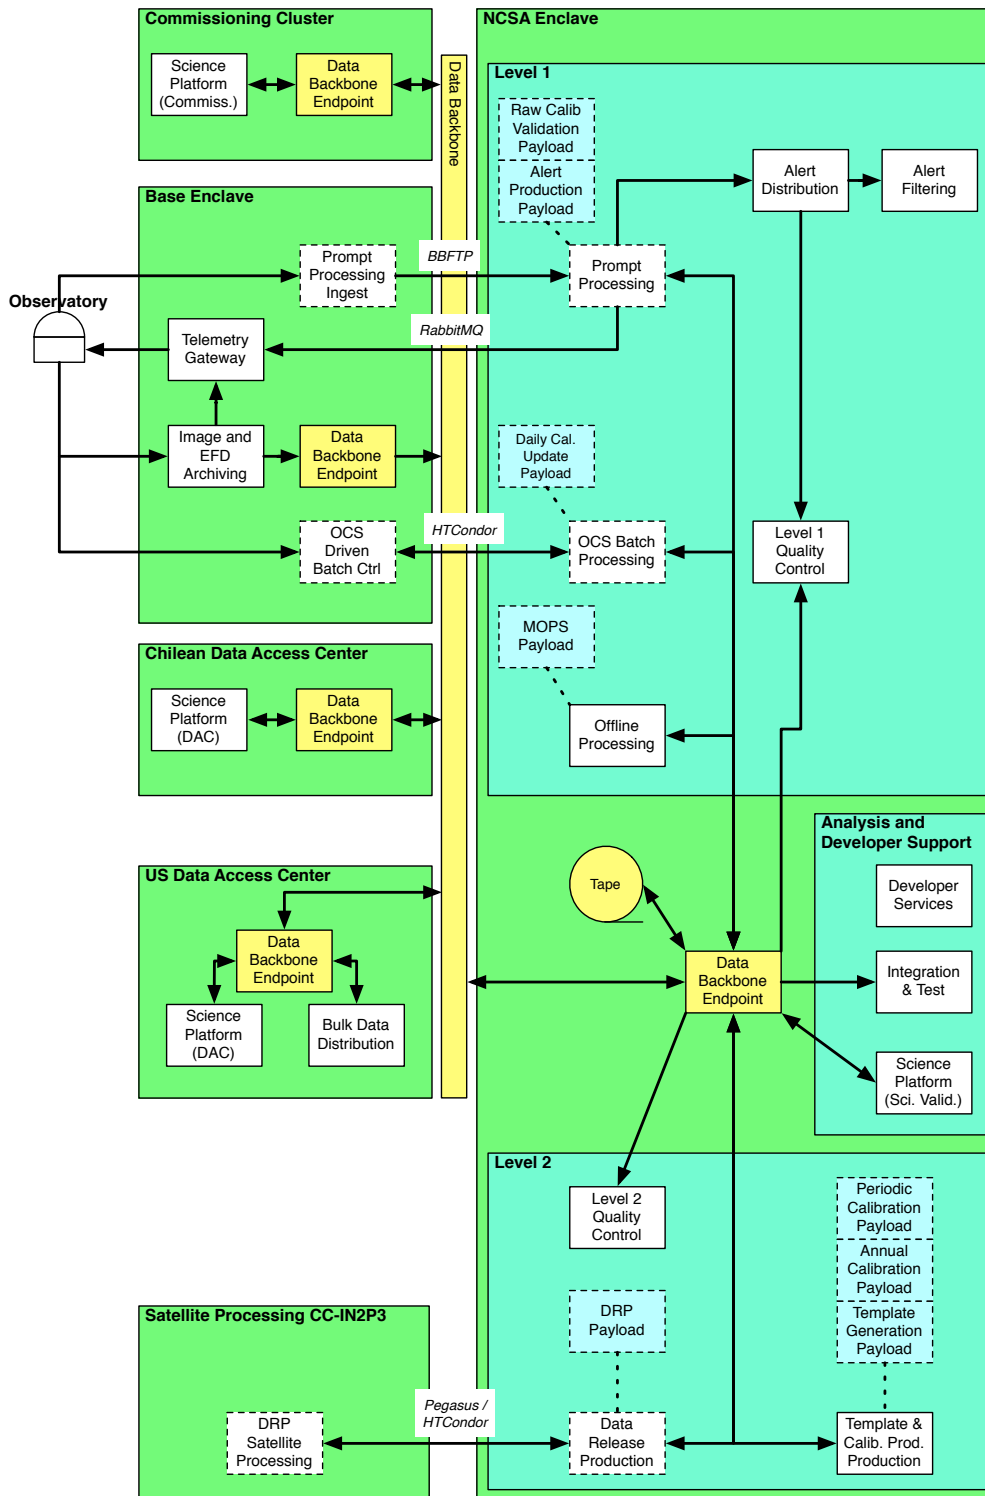 Commissioning Cluster
Science
Platform
(Commiss.)
Data
Backbone
Endpoint
Data Backbone
NCSA Enclave
Level 1
Raw Calib
Validation
Payload
Alert
Production
Payload
Alert
Distribution
Alert
Filtering
Base Enclave
Prompt
Processing
Ingest
BBFTP
Prompt
Processing
Observatory
Telemetry
Gateway
RabbitMQ
Image and
EFD
Archiving
Data
Backbone
Endpoint
Daily Cal.
Update
Payload
OCS
Driven
Batch Ctrl
HTCondor
OCS Batch
Processing
Level 1
Quality
Control
MOPS
Payload
Offline
Processing
Chilean Data Access Center
Science
Platform
(DAC)
Data
Backbone
Endpoint
Analysis and
Developer Support
Developer
Services
Tape
US Data Access Center
Data
Backbone
Endpoint
Science
Platform
(DAC)
Bulk Data
Distribution
Data
Backbone
Endpoint
Integration
& Test
Science
Platform
(Sci. Valid.)
Level 2
Level 2
Quality
Control
Periodic
Calibration
Payload
Annual
Calibration
Payload
Template
Generation
Payload
DRP
Payload
Satellite Processing CC-IN2P3
DRP
Satellite
Processing
Pegasus /
HTCondor
Data
Release
Production
Template &
Calib. Prod.
Production